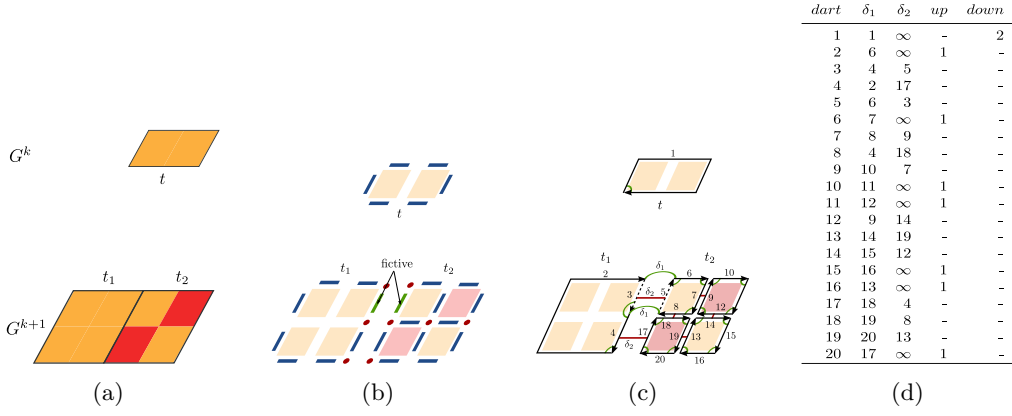 G^k
t
(a)
t_1 t_2
G^{k+1}
t
fictive
t_1 t_2
(b)
1
t
t_1 t_2
2 δ_1 6 10
3 δ_2 5 7 9
δ_1 8 12
4 17 18 14
δ_2 19 13 15
20 16
(c)
dart δ_1 δ_2 up down
1 1 ∞ – 2
2 6 ∞ 1 –
3 4 5 – –
4 2 17 – –
5 6 3 – –
6 7 ∞ 1 –
7 8 9 – –
8 4 18 – –
9 10 7 – –
10 11 ∞ 1 –
11 12 ∞ 1 –
12 9 14 – –
13 14 19 – –
14 15 12 – –
15 16 ∞ 1 –
16 13 ∞ 1 –
17 18 4 – –
18 19 8 – –
19 20 13 – –
20 17 ∞ 1 –
(d)